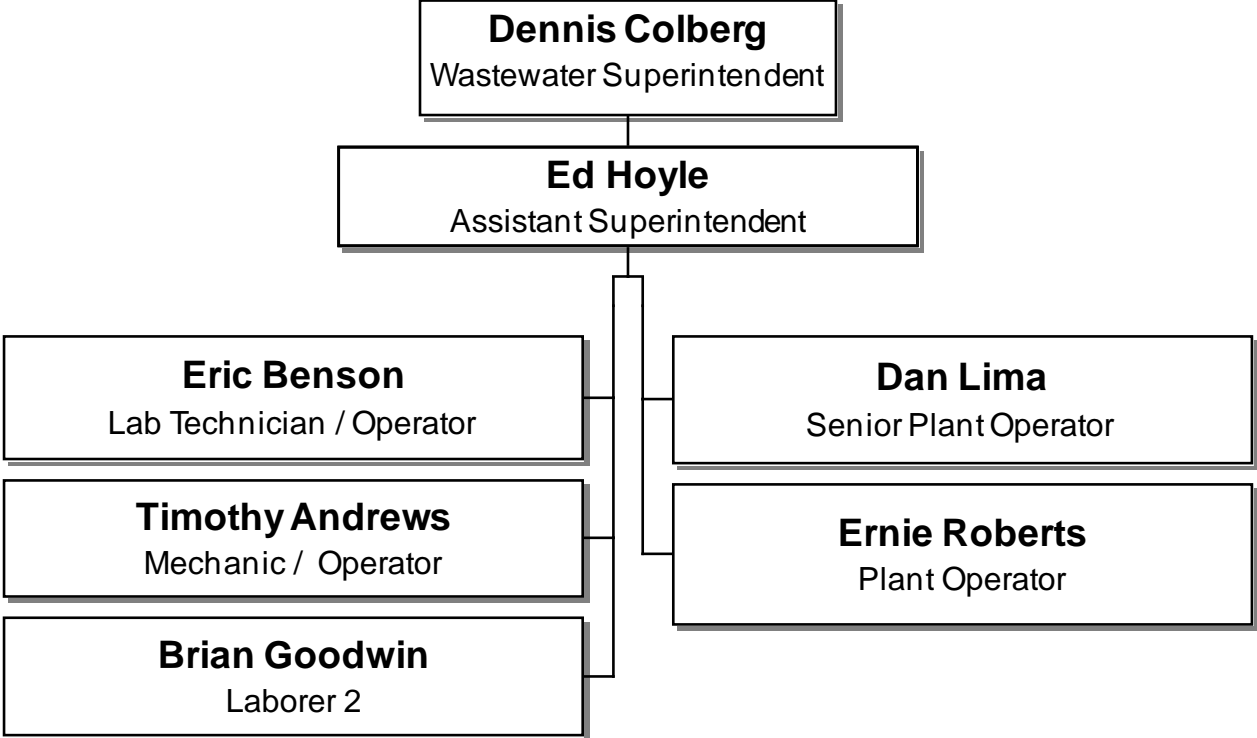 Dennis Colberg
Wastewater Superintendent
Ed Hoyle
Assistant Superintendent
Eric Benson
Lab Technician / Operator
Timothy Andrews
Mechanic / Operator
Brian Goodwin
Laborer 2
Dan Lima
Senior Plant Operator
Ernie Roberts
Plant Operator